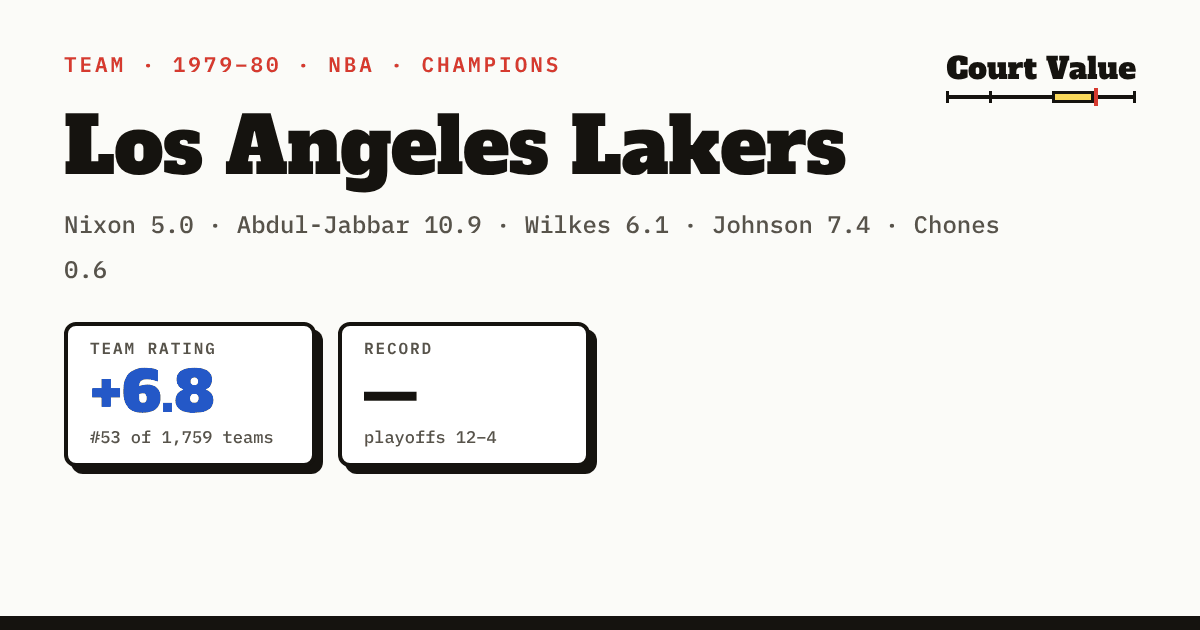 TEAM · 1979–80 · NBA · CHAMPIONS
Court Value
Los Angeles Lakers
Nixon 5.0 · Abdul-Jabbar 10.9 · Wilkes 6.1 · Johnson 7.4 · Chones
0.6
TEAM RATING
+6.8
#53 of 1,759 teams
RECORD
—
playoffs 12–4